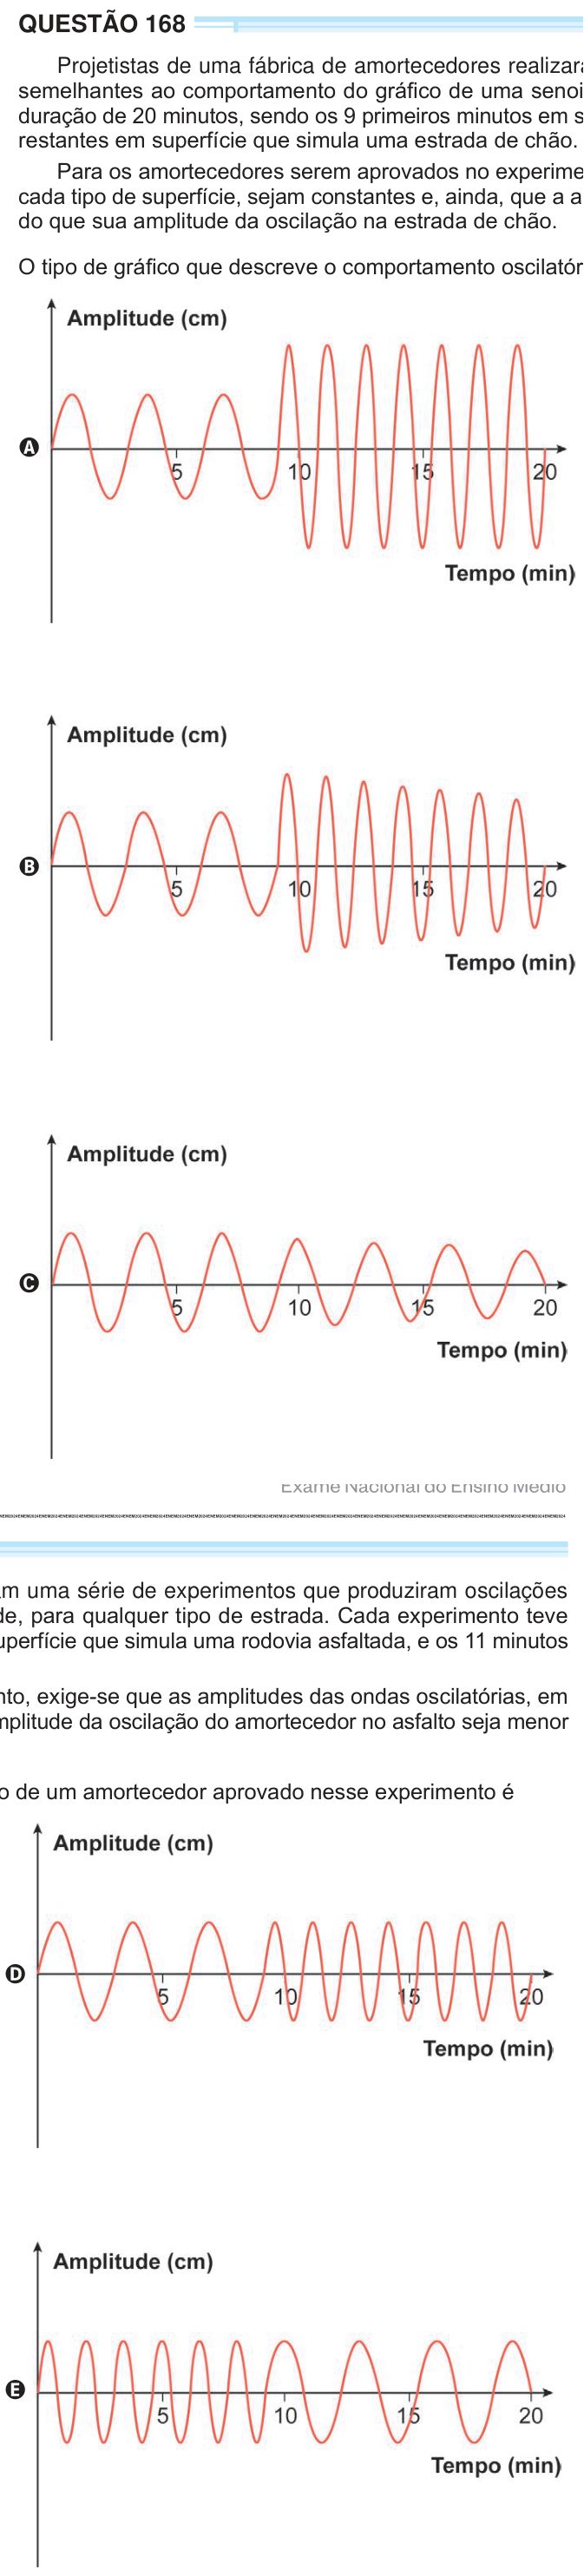 QUESTÃO 168
Projetistas de uma fábrica de amortecedores realizar
semelhantes ao comportamento do gráfico de uma senoi
duração de 20 minutos, sendo os 9 primeiros minutos em s
restantes em superfície que simula uma estrada de chão.
Para os amortecedores serem aprovados no experime
cada tipo de superfície, sejam constantes e, ainda, que a a
do que sua amplitude da oscilação na estrada de chão.
O tipo de gráfico que descreve o comportamento oscilatór
Amplitude (cm)
A
5 10 15 20
Tempo (min)
Amplitude (cm)
B
5 10 15 20
Tempo (min)
Amplitude (cm)
C
5 10 15 20
Tempo (min)
Exame Nacional do Ensino Médio
am uma série de experimentos que produziram oscilações
de, para qualquer tipo de estrada. Cada experimento teve
uperfície que simula uma rodovia asfaltada, e os 11 minutos
nto, exige-se que as amplitudes das ondas oscilatórias, em
mplitude da oscilação do amortecedor no asfalto seja menor
o de um amortecedor aprovado nesse experimento é
Amplitude (cm)
D
5 10 15 20
Tempo (min)
Amplitude (cm)
E
5 10 15 20
Tempo (min)